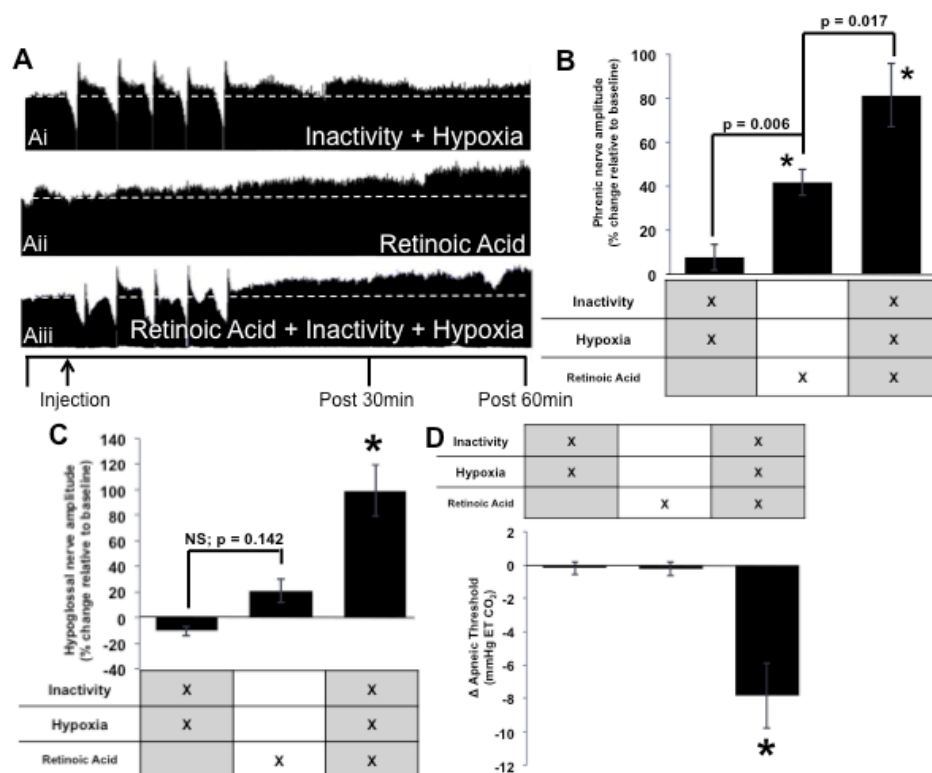 A
Ai
Inactivity + Hypoxia
Aii
Retinoic Acid
Aiii
Retinoic Acid + Inactivity + Hypoxia
Injection
Post 30min
Post 60min
B
p = 0.017
p = 0.006
*
*
Phrenic nerve amplitude
(% change relative to baseline)
100
80
60
40
20
0
Inactivity X X
Hypoxia X X
Retinoic Acid X X
C
Hypoglossal nerve amplitude
(% change relative to baseline)
140
120
100
80
60
40
20
0
-20
-40
NS; p = 0.142
*
Inactivity X X
Hypoxia X X
Retinoic Acid X X
D
Inactivity X X
Hypoxia X X
Retinoic Acid X X
Δ Apneic Threshold
(mmHg ET CO₂)
2
0
-2
-4
-6
-8
-10
-12
*